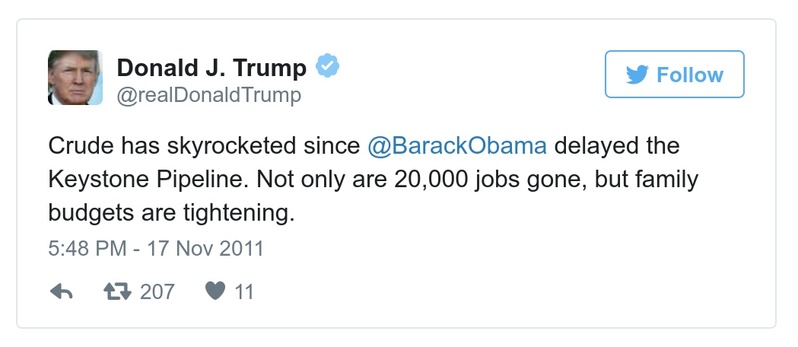 Donald J. Trump
@realDonaldTrump
Follow
Crude has skyrocketed since @BarackObama delayed the
Keystone Pipeline. Not only are 20,000 jobs gone, but family
budgets are tightening.
5:48 PM - 17 Nov 2011
207 11